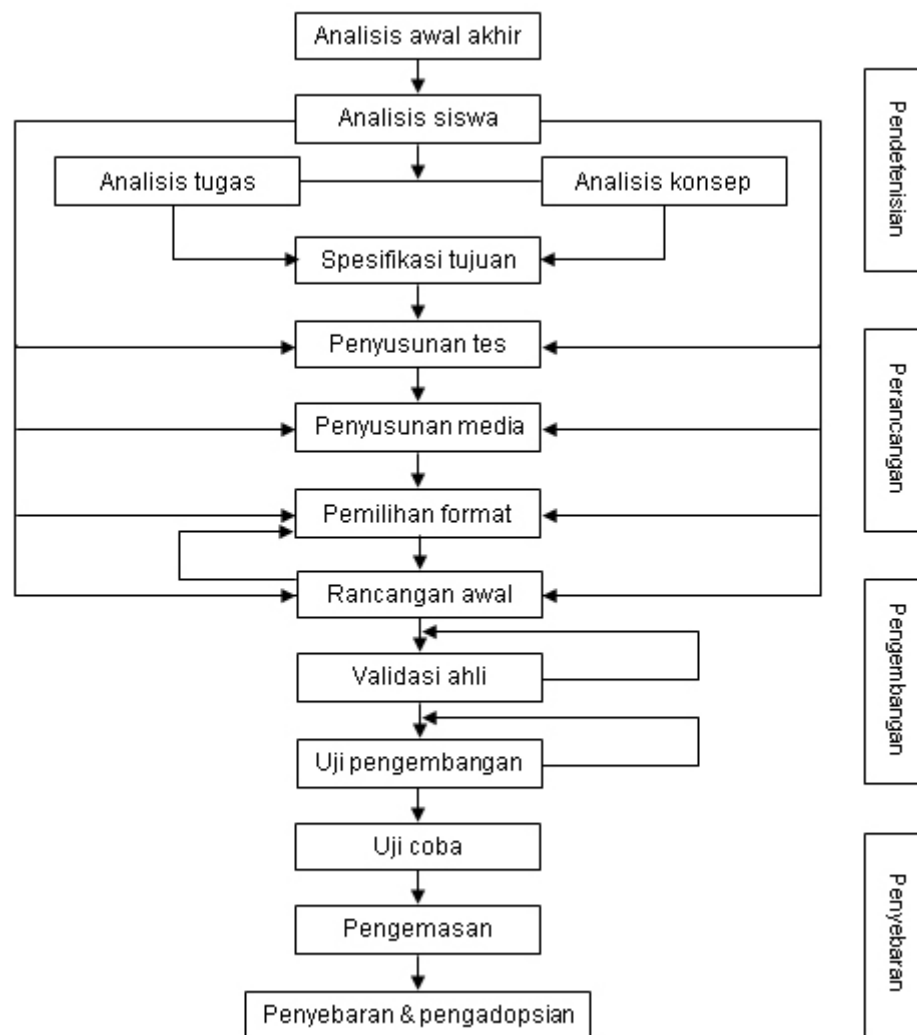 Analisis awal akhir
Analisis siswa
Analisis tugas
Analisis konsep
Spesifikasi tujuan
Penyusunan tes
Penyusunan media
Pemilihan format
Rancangan awal
Validasi ahli
Uji pengembangan
Uji coba
Pengemasan
Penyebaran & pengadopsian
Pendefenisian
Perancangan
Pengembangan
Penyebaran